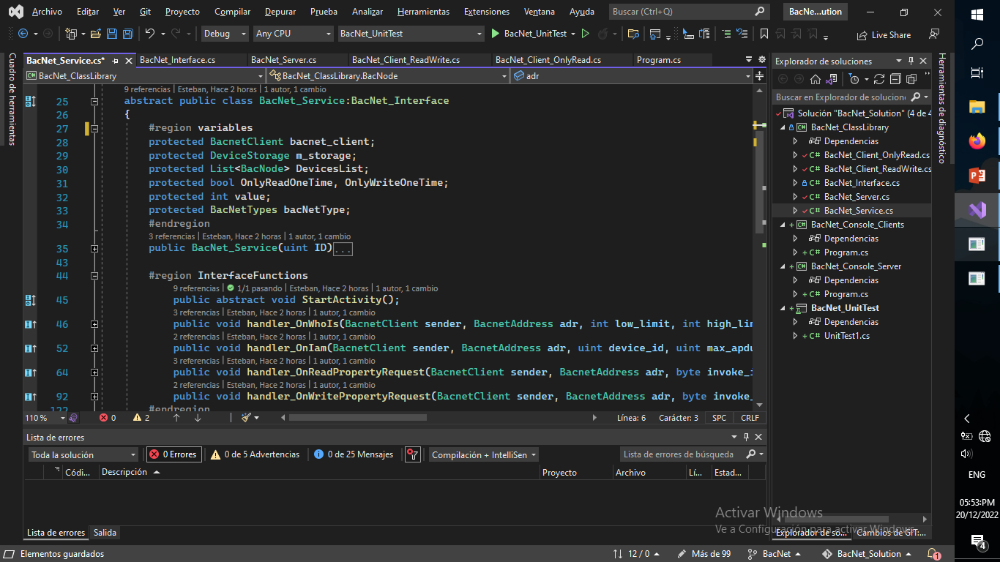 Archivo Editar Ver Git Proyecto Compilar Depurar Prueba Analizar Herramientas Extensiones Ventana Ayuda Buscar (Ctrl+Q) BacNe...ution
Debug Any CPU BacNet_UnitTest BacNet_UnitTest Live Share
Cuadro de herramientas
BacNet_Service.cs* BacNet_Interface.cs BacNet_Server.cs BacNet_Client_ReadWrite.cs BacNet_Client_OnlyRead.cs Program.cs
BacNet_ClassLibrary BacNet_ClassLibrary.BacNode adr
9 referencias | Esteban, Hace 2 horas | 1 autor, 1 cambio
25 abstract public class BacNet_Service:BacNet_Interface
26 {
27 #region variables
28 protected BacnetClient bacnet_client;
29 protected DeviceStorage m_storage;
30 protected List<BacNode> DevicesList;
31 protected bool OnlyReadOneTime, OnlyWriteOneTime;
32 protected int value;
33 protected BacNetTypes bacNetType;
34 #endregion
3 referencias | Esteban, Hace 2 horas | 1 autor, 1 cambio
35 public BacNet_Service(uint ID)...
43
44 #region InterfaceFunctions
9 referencias | 1/1 pasando | Esteban, Hace 2 horas | 1 autor, 1 cambio
45 public abstract void StartActivity();
3 referencias | Esteban, Hace 2 horas | 1 autor, 1 cambio
46 public void handler_OnWhoIs(BacnetClient sender, BacnetAddress adr, int low_limit, int high_lim
2 referencias | Esteban, Hace 2 horas | 1 autor, 1 cambio
52 public void handler_OnIam(BacnetClient sender, BacnetAddress adr, uint device_id, uint max_apdu
3 referencias | Esteban, Hace 2 horas | 1 autor, 1 cambio
64 public void handler_OnReadPropertyRequest(BacnetClient sender, BacnetAddress adr, byte invoke_i
2 referencias | Esteban, Hace 2 horas | 1 autor, 1 cambio
92 public void handler_OnWritePropertyRequest(BacnetClient sender, BacnetAddress adr, byte invoke_
122 #endregion
110 % 0 2 Línea: 6 Carácter: 3 SPC CRLF
Lista de errores
Toda la solución 0 Errores 0 de 5 Advertencias 0 de 25 Mensajes Compilación + IntelliSen Lista de errores de búsqueda
Códi... Descripción Proyecto Archivo Lí... Estad...
Lista de errores Salida
Explorador de soluciones
Buscar en Explorador de solucione
Solución "BacNet_Solution" (4 de 4
BacNet_ClassLibrary
Dependencias
C# BacNet_Client_OnlyRead.cs
C# BacNet_Client_ReadWrite.cs
C# BacNet_Interface.cs
C# BacNet_Server.cs
C# BacNet_Service.cs
BacNet_Console_Clients
Dependencias
C# Program.cs
BacNet_Console_Server
Dependencias
C# Program.cs
BacNet_UnitTest
Dependencias
C# UnitTest1.cs
Explorador de so... Cambios de GIT:...
Herramientas de diagnóstico
Activar Windows
Ve a Configuración para activar Windows.
Elementos guardados 12 / 0 Más de 99 BacNet BacNet_Solution 1
ENG
05:53:PM
20/12/2022
4